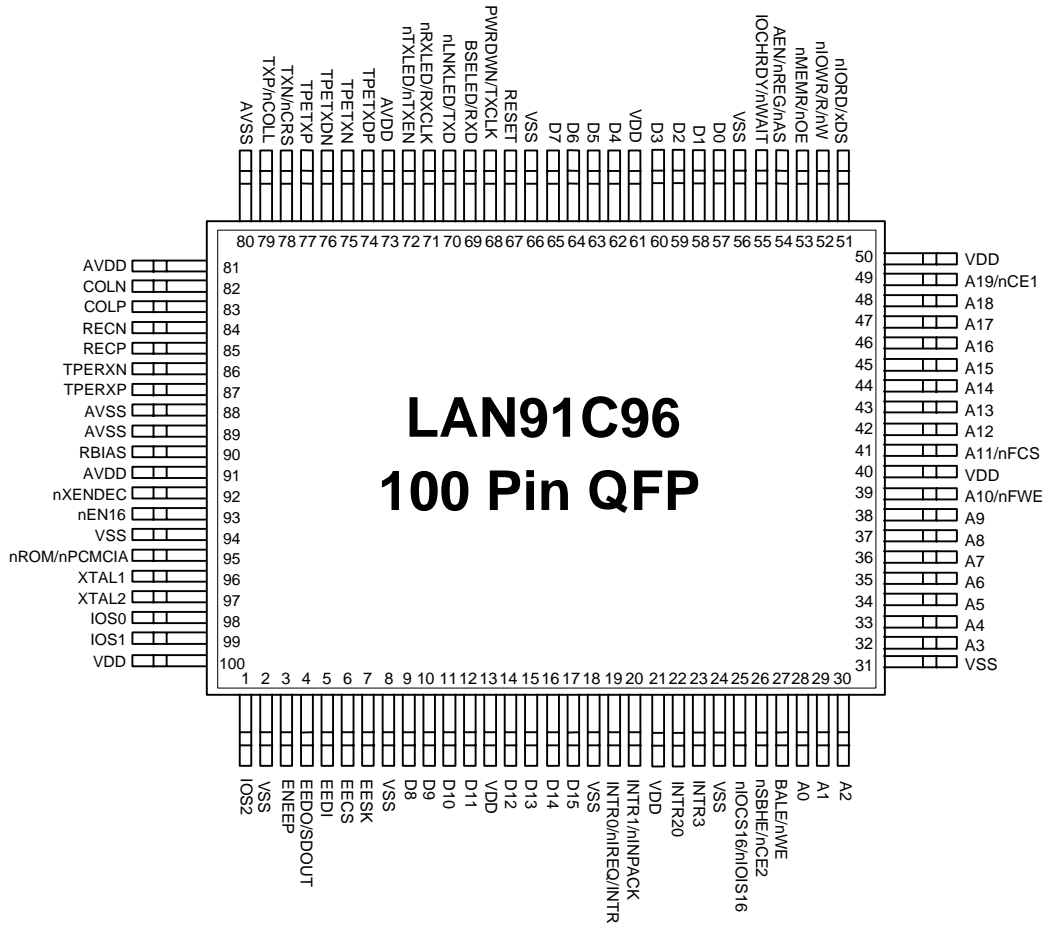 AVSS
TXP/nCOLL
TXN/nCRS
TPETXP
TPETXDN
TPETXN
TPETXDP
AVDD
nTXLED/nTXEN
nRXLED/RXCLK
nLNKLED/TXD
BSELED/RXD
PWRDWN/TXCLK
RESET
VSS
D7
D6
D5
D4
VDD
D3
D2
D1
D0
VSS
IOCHRDY/nWAIT
AEN/nREG/nAS
nMEMR/nOE
nIOWR/R/nW
nIORD/xDS
80 79 78 77 76 75 74 73 72 71 70 69 68 67 66 65 64 63 62 61 60 59 58 57 56 55 54 53 52 51
AVDD 81
COLN 82
COLP 83
RECN 84
RECP 85
TPERXN 86
TPERXP 87
AVSS 88
AVSS 89
RBIAS 90
AVDD 91
nXENDEC 92
nEN16 93
VSS 94
nROM/nPCMCIA 95
XTAL1 96
XTAL2 97
IOS0 98
IOS1 99
VDD 100
LAN91C96
100 Pin QFP
50 VDD
49 A19/nCE1
48 A18
47 A17
46 A16
45 A15
44 A14
43 A13
42 A12
41 A11/nFCS
40 VDD
39 A10/nFWE
38 A9
37 A8
36 A7
35 A6
34 A5
33 A4
32 A3
31 VSS
1 2 3 4 5 6 7 8 9 10 11 12 13 14 15 16 17 18 19 20 21 22 23 24 25 26 27 28 29 30
IOS2
VSS
ENEEP
EEDO/SDOUT
EEDI
EECS
EESK
VSS
D8
D9
D10
D11
VDD
D12
D13
D14
D15
VSS
INTR0/nIREQ/INTR
INTR1/nINPACK
VDD
INTR20
INTR3
VSS
nIOCS16/nIOIS16
nSBHE/nCE2
BALE/nWE
A0
A1
A2